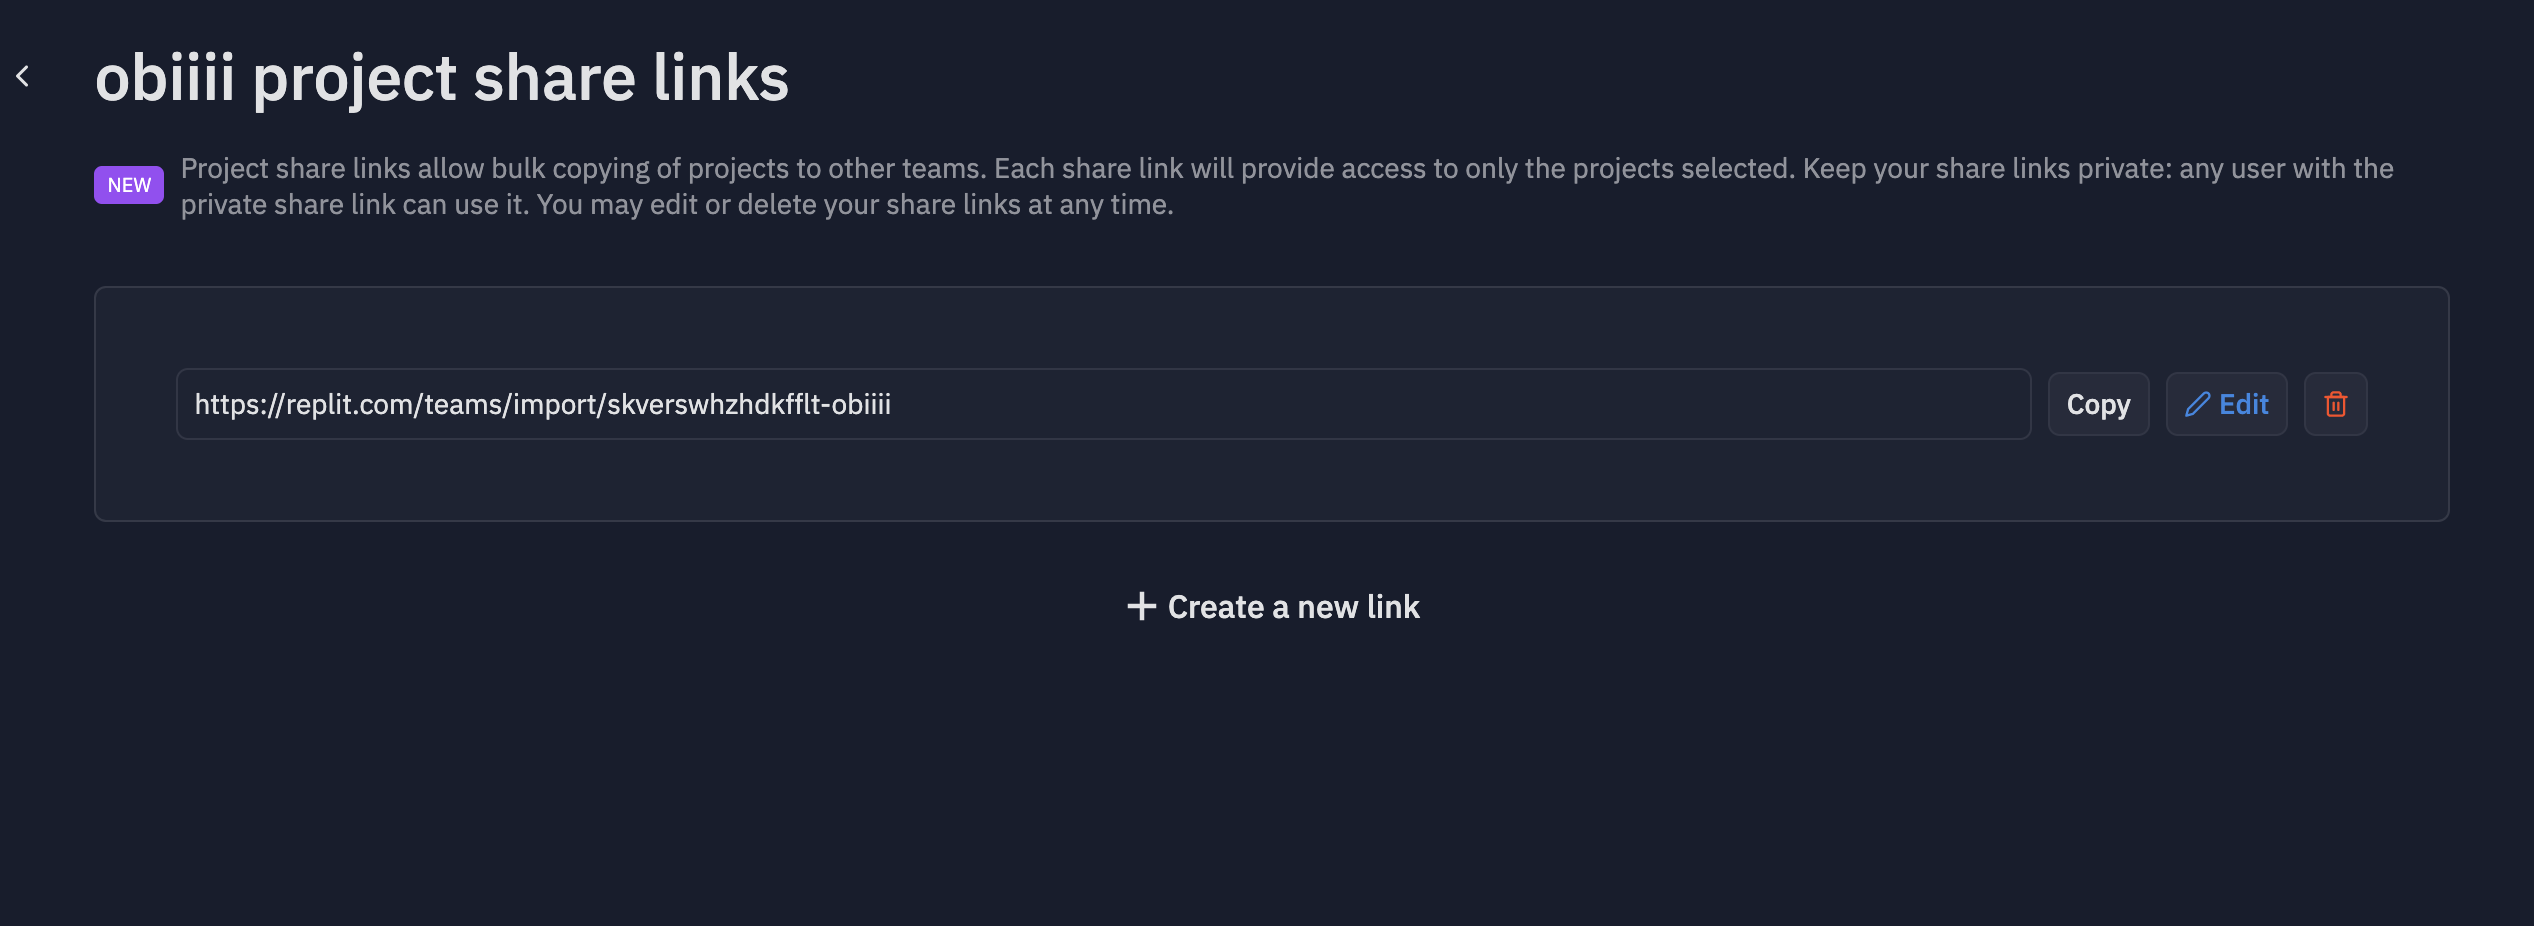 obiiii project share links
NEW
Project share links allow bulk copying of projects to other teams. Each share link will provide access to only the projects selected. Keep your share links private: any user with the
private share link can use it. You may edit or delete your share links at any time.
https://replit.com/teams/import/skverswhzhdkfflt-obiiii
Copy
Edit
Create a new link